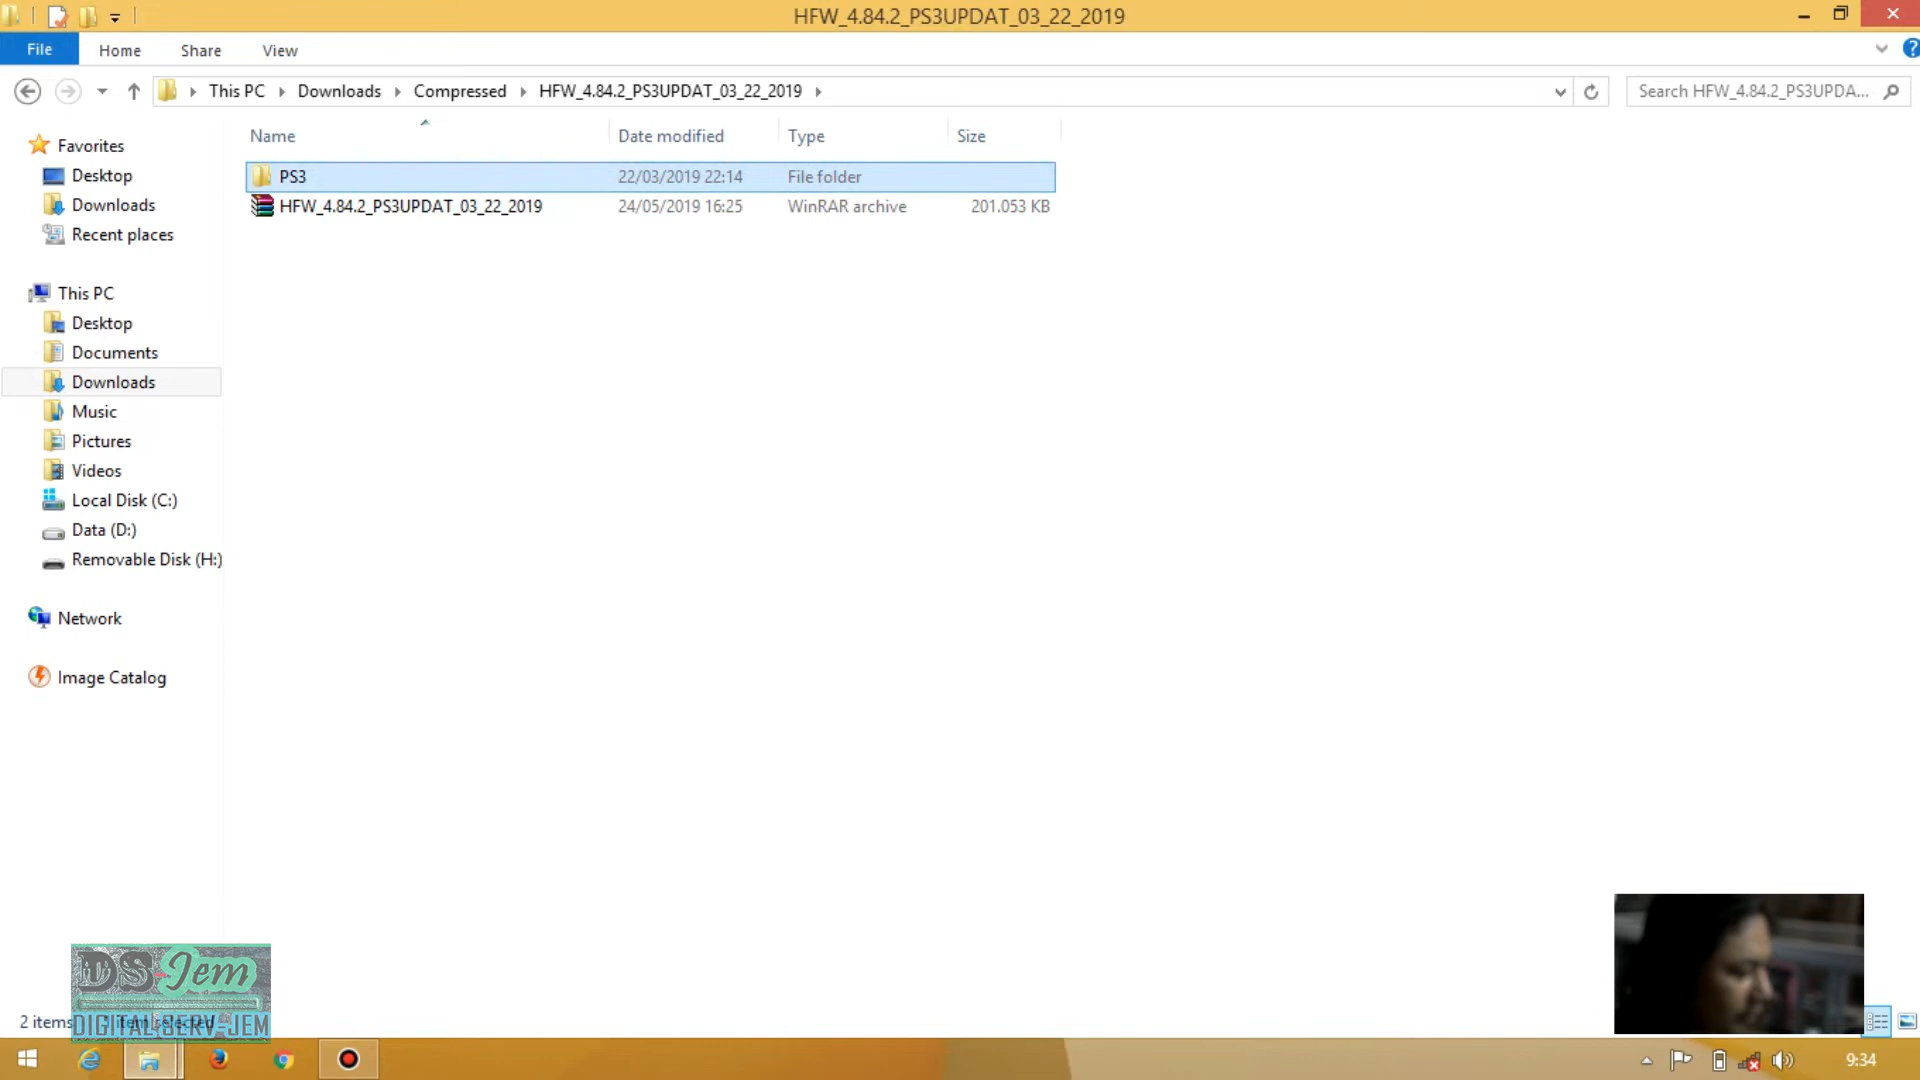 HFW_4.84.2_PS3UPDAT_03_22_2019
File Home Share View
This PC Downloads Compressed HFW_4.84.2_PS3UPDAT_03_22_2019
Search HFW_4.84.2_PS3UPDA...
Name Date modified Type Size
PS3 22/03/2019 22:14 File folder
HFW_4.84.2_PS3UPDAT_03_22_2019 24/05/2019 16:25 WinRAR archive 201.053 KB
Favorites
Desktop
Downloads
Recent places
This PC
Desktop
Documents
Downloads
Music
Pictures
Videos
Local Disk (C:)
Data (D:)
Removable Disk (H:)
Network
Image Catalog
DS-Jem
DIGITAL SERV-JEM
2 items item selected
9:34